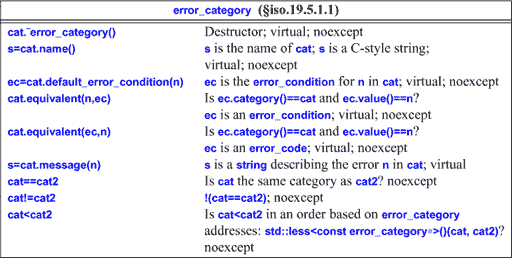 error_category (§iso.19.5.1.1)
cat.~error_category() Destructor; virtual; noexcept
s=cat.name() s is the name of cat; s is a C-style string;
virtual; noexcept
ec=cat.default_error_condition(n) ec is the error_condition for n in cat; virtual; noexcept
cat.equivalent(n,ec) Is ec.category()==cat and ec.value()==n?
ec is an error_condition; virtual; noexcept
cat.equivalent(ec,n) Is ec.category()==cat and ec.value()==n?
ec is an error_code; virtual; noexcept
s=cat.message(n) s is a string describing the error n in cat; virtual
cat==cat2 Is cat the same category as cat2? noexcept
cat!=cat2 !(cat==cat2); noexcept
cat<cat2 Is cat<cat2 in an order based on error_category
addresses: std::less<const error_category*>()(cat, cat2)?
noexcept